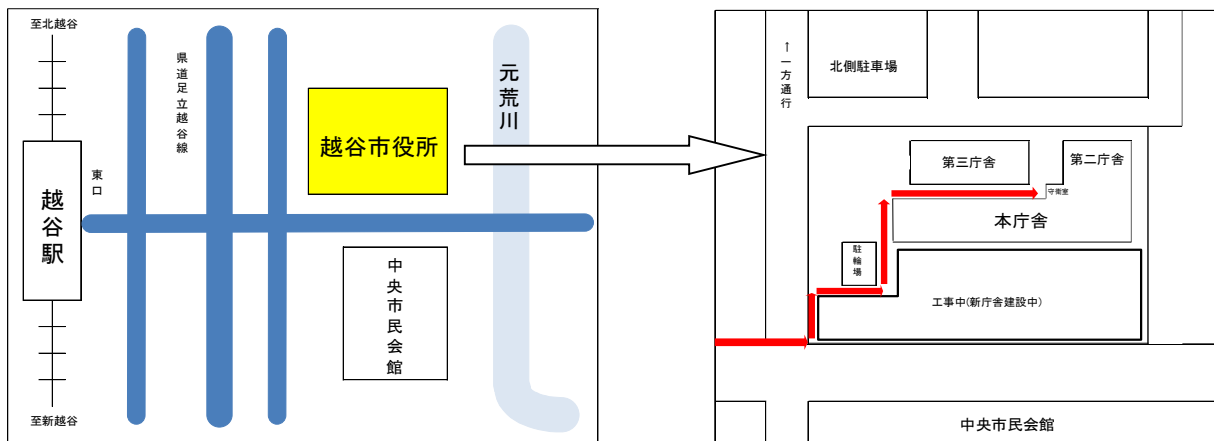 至北越谷
県道足立越谷線
元荒川
越谷市役所
東口
越谷駅
中央市民会館
至新越谷
↑一方通行
北側駐車場
第三庁舎
第二庁舎
守衛室
本庁舎
駐輪場
工事中(新庁舎建設中)
中央市民会館